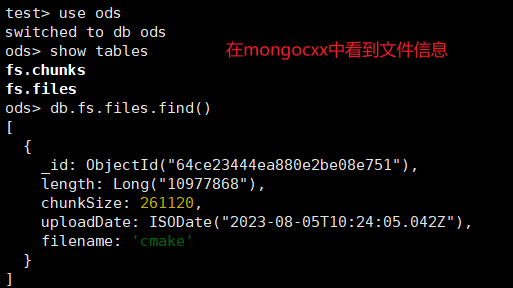 test> use ods
switched to db ods
ods> show tables
在mongocxx中看到文件信息
fs.chunks
fs.files
ods> db.fs.files.find()
[
  {
    _id: ObjectId("64ce23444ea880e2be08e751"),
    length: Long("10977868"),
    chunkSize: 261120,
    uploadDate: ISODate("2023-08-05T10:24:05.042Z"),
    filename: 'cmake'
  }
]